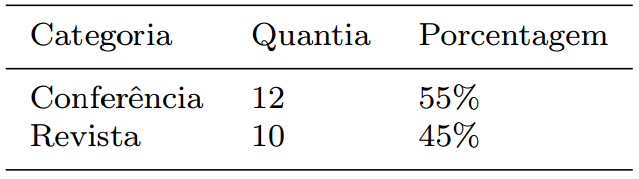 Categoria Quantia Porcentagem
Conferência 12 55%
Revista 10 45%